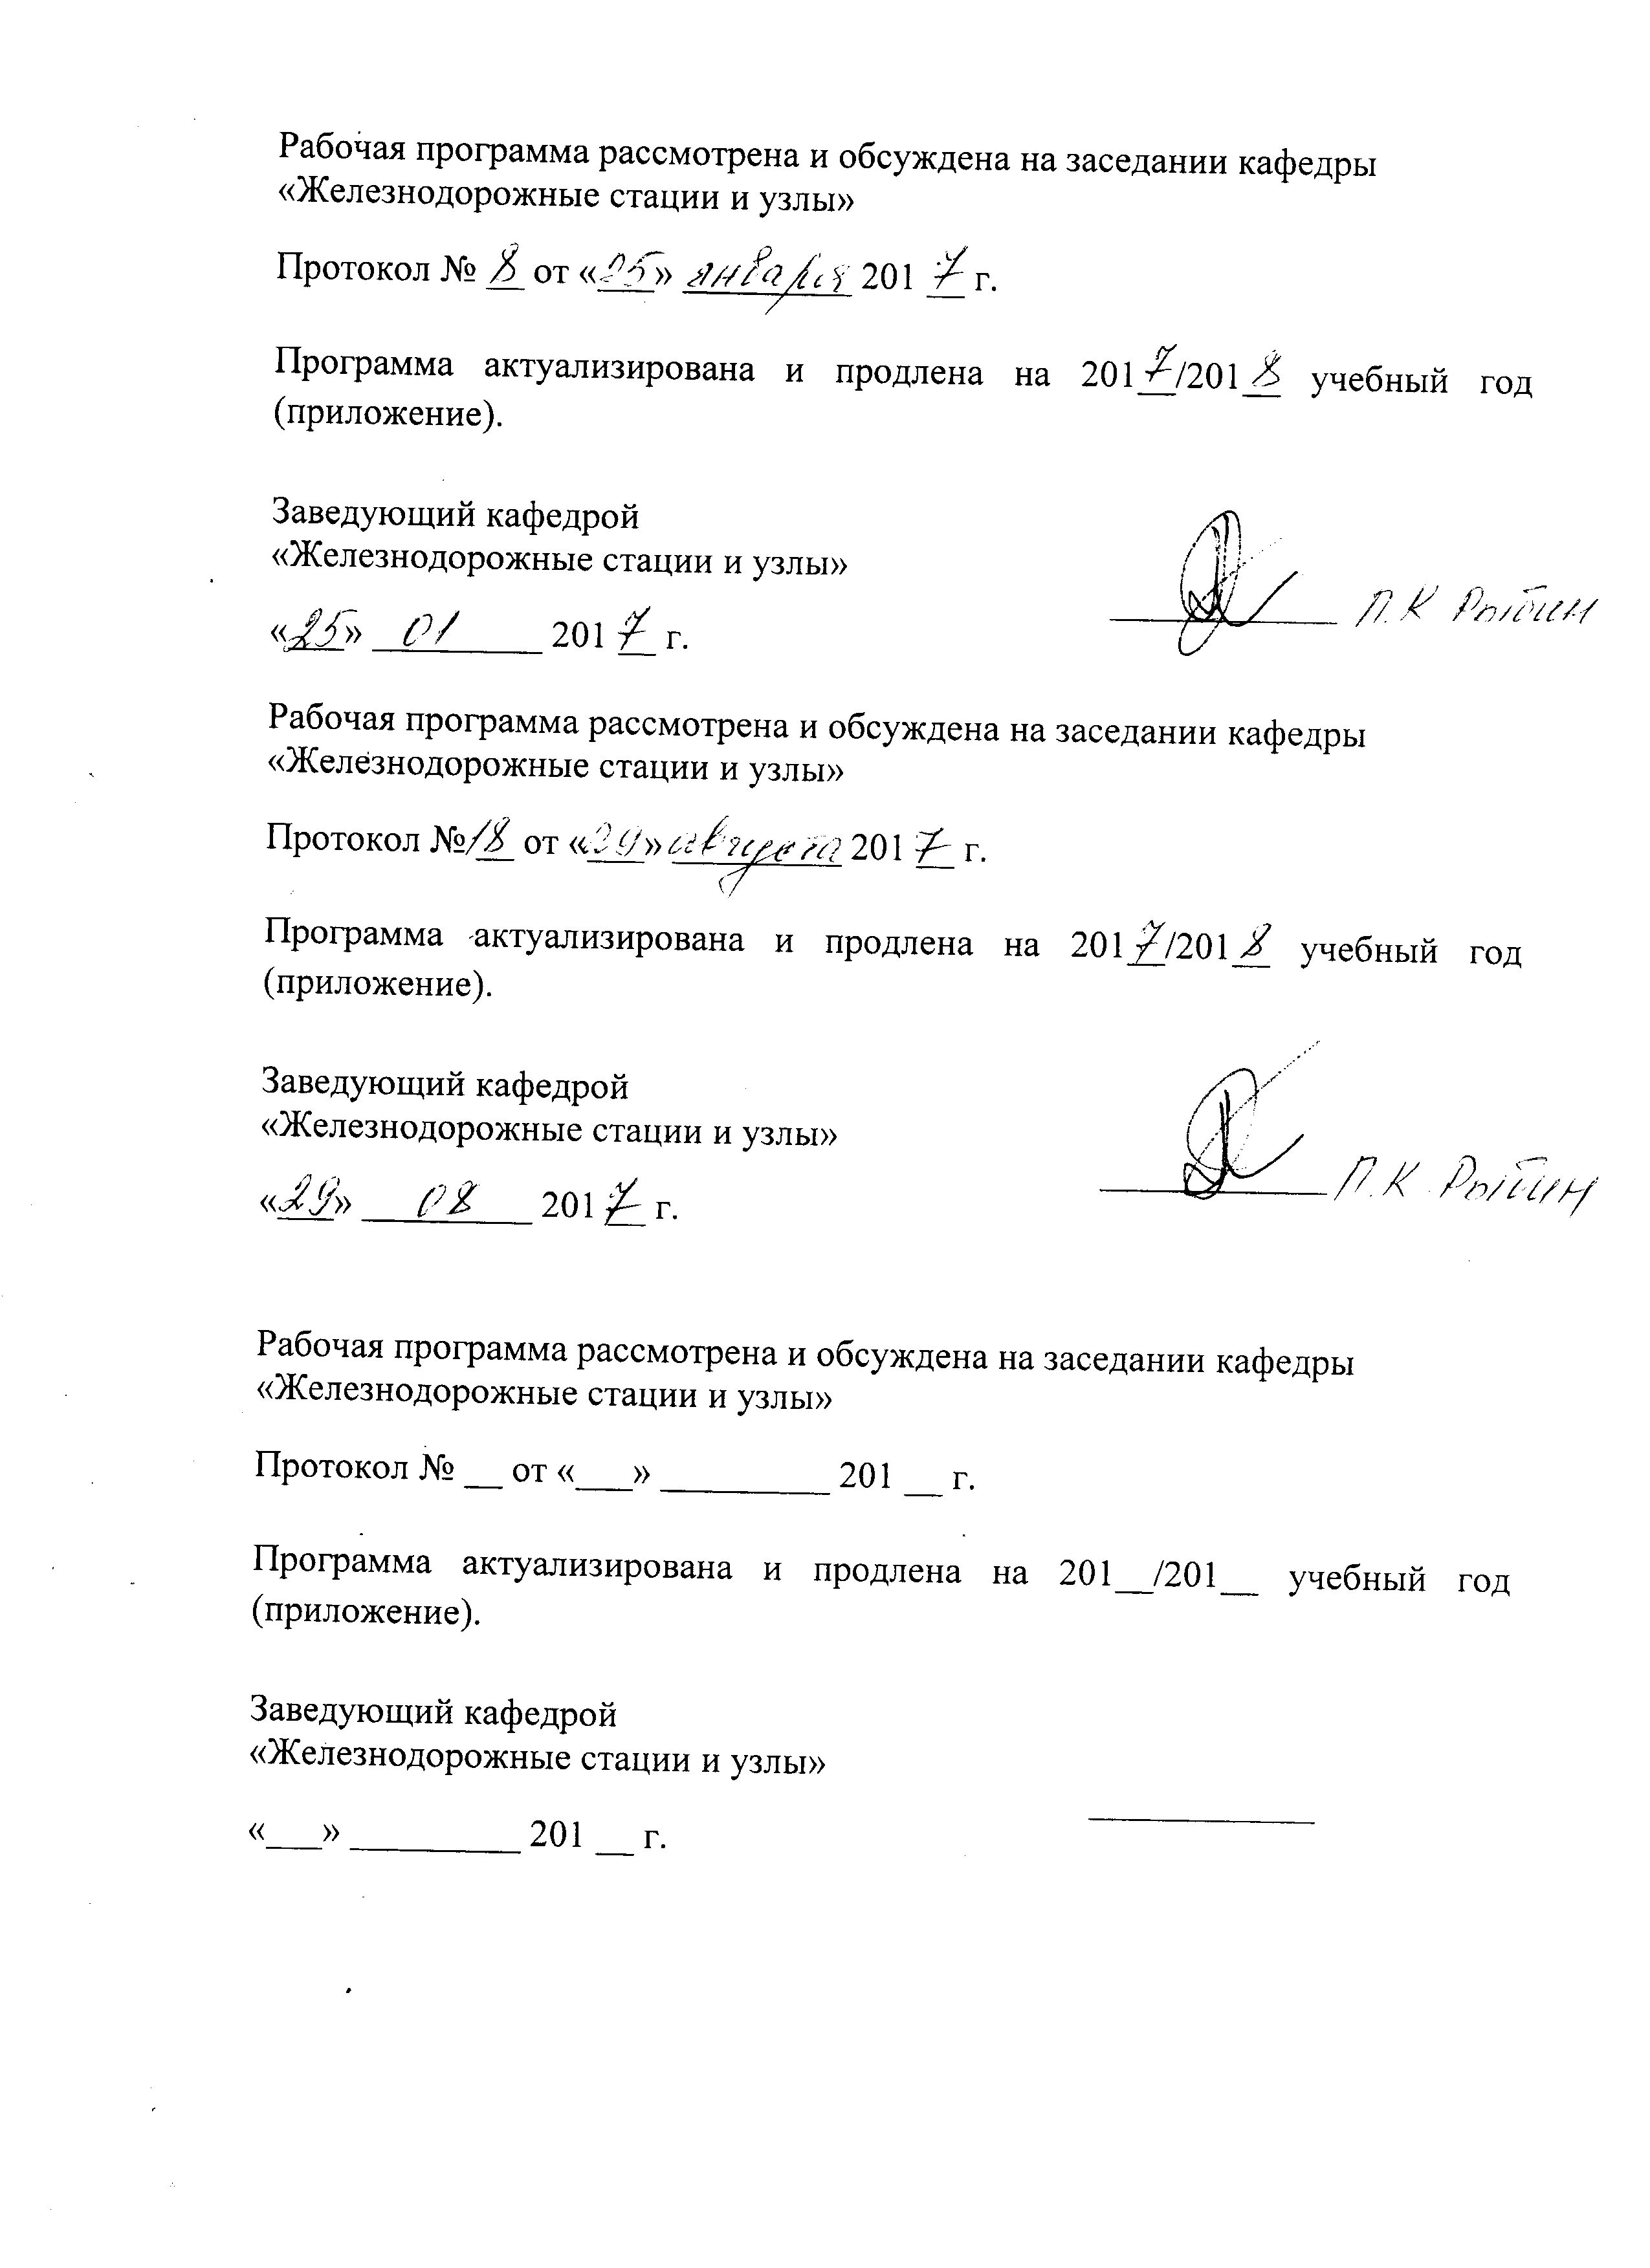 Рабочая программа рассмотрена и обсуждена на заседании кафедры
«Железнодорожные стации и узлы»
Протокол № 8 от «25» января 2017 г.
Программа актуализирована и продлена на 2017/2018 учебный год
(приложение).
Заведующий кафедрой
«Железнодорожные стации и узлы»
П.К Рыбин
«25» 01 2017 г.
Рабочая программа рассмотрена и обсуждена на заседании кафедры
«Железнодорожные стации и узлы»
Протокол №18 от «29» августа 2017 г.
Программа актуализирована и продлена на 2017/2018 учебный год
(приложение).
Заведующий кафедрой
«Железнодорожные стации и узлы»
П.К Рыбин
«29» 08 2017 г.
Рабочая программа рассмотрена и обсуждена на заседании кафедры
«Железнодорожные стации и узлы»
Протокол № __ от «___» _________ 201 __ г.
Программа актуализирована и продлена на 201__/201__ учебный год
(приложение).
Заведующий кафедрой
«Железнодорожные стации и узлы»
«___» _________ 201 __ г.